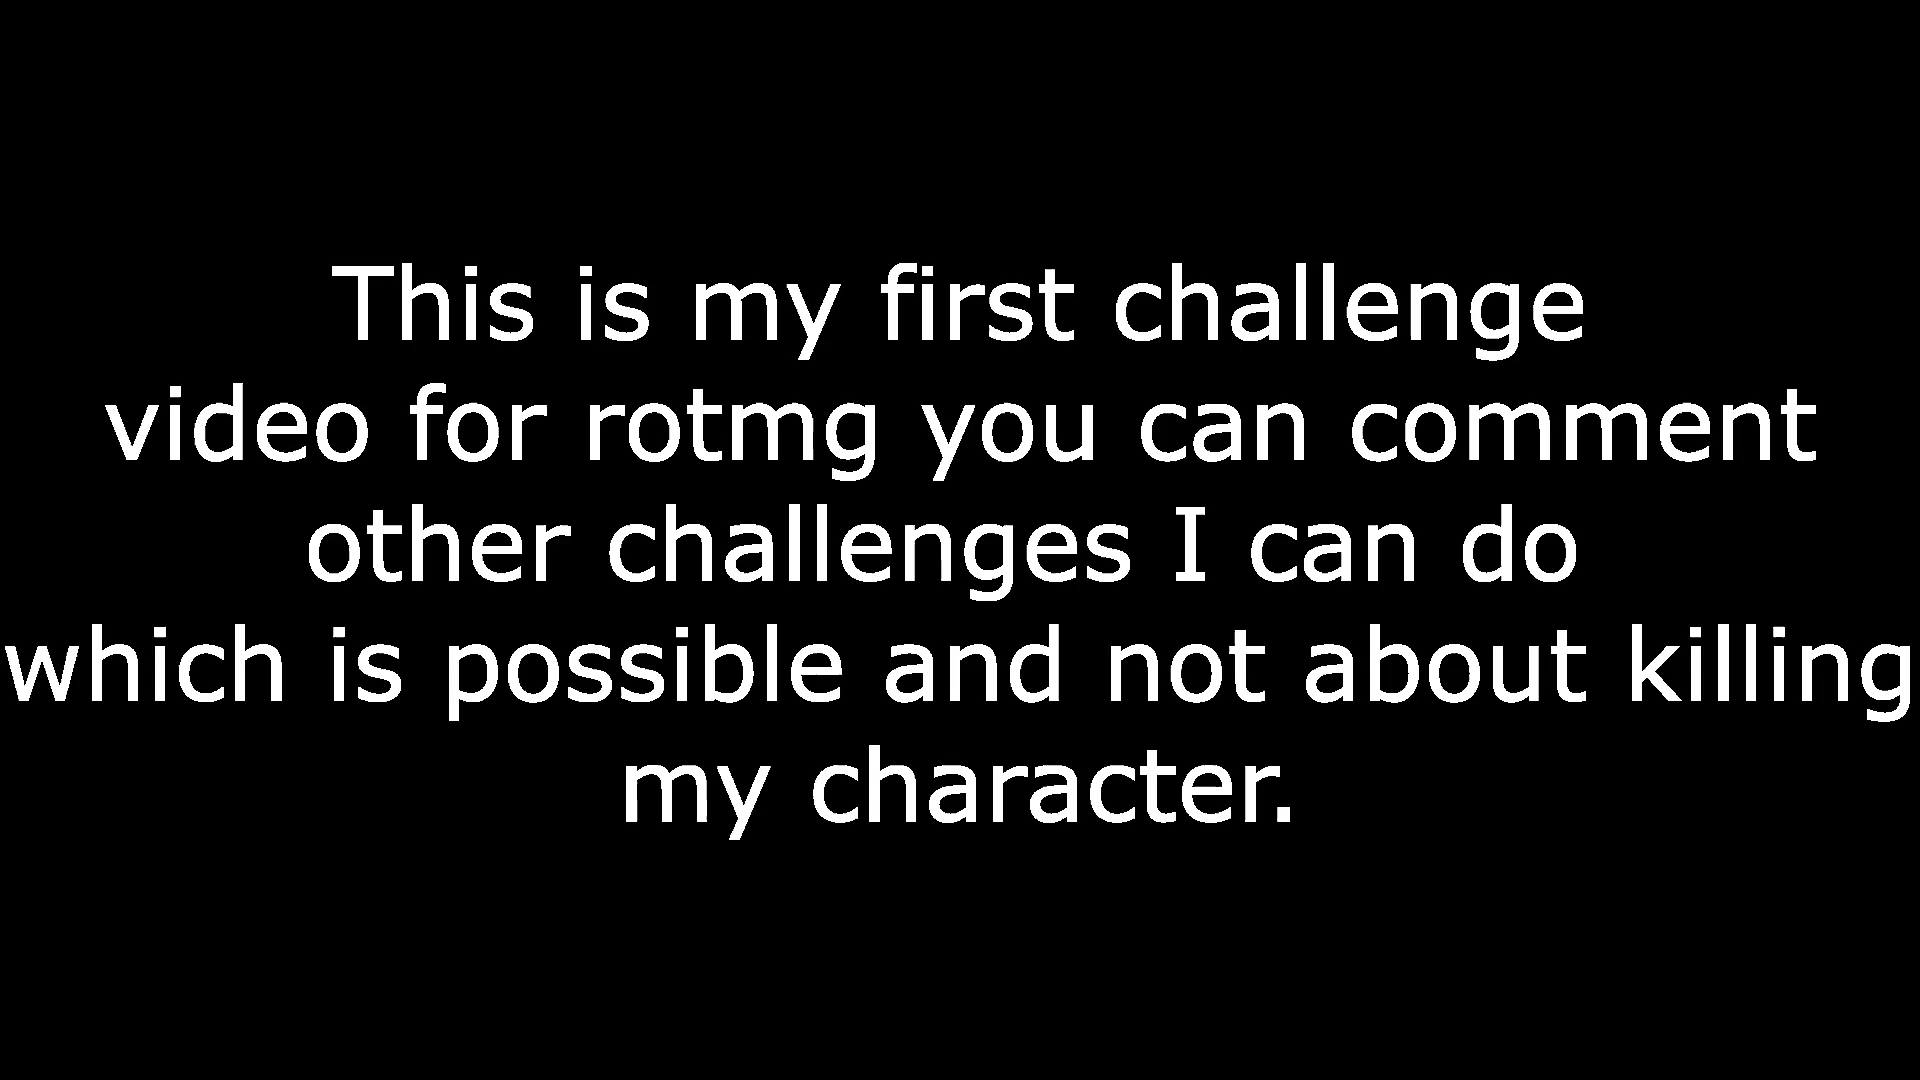 This is my first challenge
video for rotmg you can comment
other challenges I can do
which is possible and not about killing
my character.